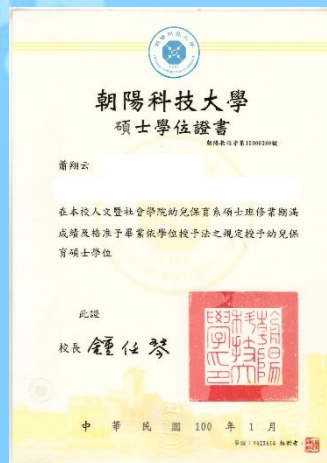 朝陽科技大學
碩士學位證書
蕭翔云
在本校人文暨社會學院幼兒保育系碩士班修業期滿
成績及格准予畢業依學位授予法之規定授予幼兒保
育碩士學位
此證
校長 鍾任琴
中華民國 100 年 1 月